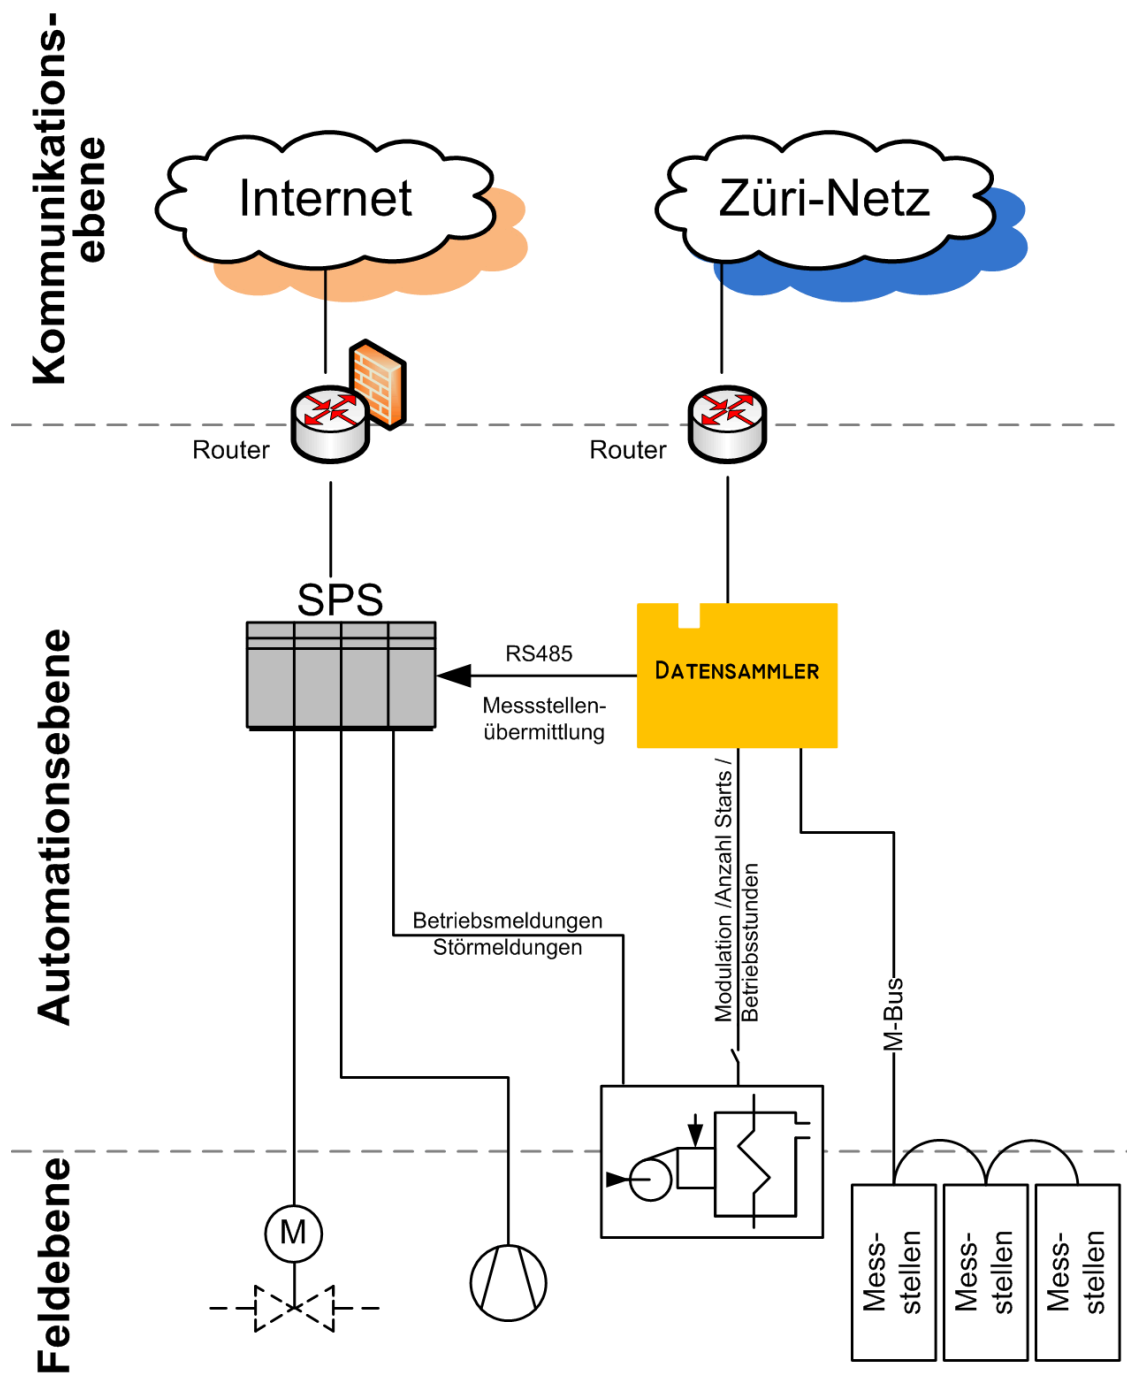 Kommunikations-
ebene
Internet
Züri-Netz
Router
Router
Automationsebene
SPS
RS485
Messstellen-
übermittlung
DATENSAMMLER
Betriebsmeldungen
Störmeldungen
Modulation /Anzahl Starts /
Betriebsstunden
M-Bus
Feldebene
M
Mess-
stellen
Mess-
stellen
Mess-
stellen